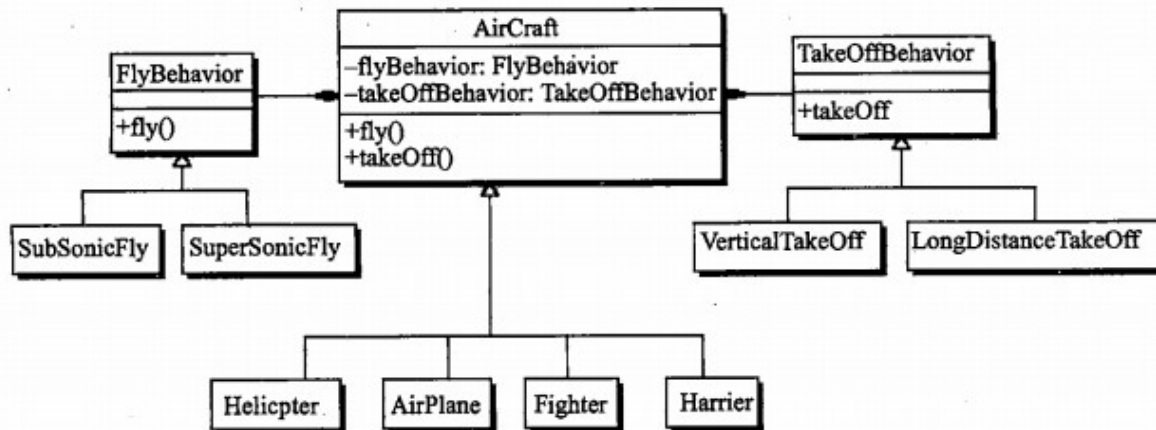 AirCraft
–flyBehavior: FlyBehavior
–takeOffBehavior: TakeOffBehavior
+fly()
+takeOff()
FlyBehavior
+fly()
TakeOffBehavior
+takeOff
SubSonicFly
SuperSonicFly
VerticalTakeOff
LongDistanceTakeOff
Helicpter
AirPlane
Fighter
Harrier